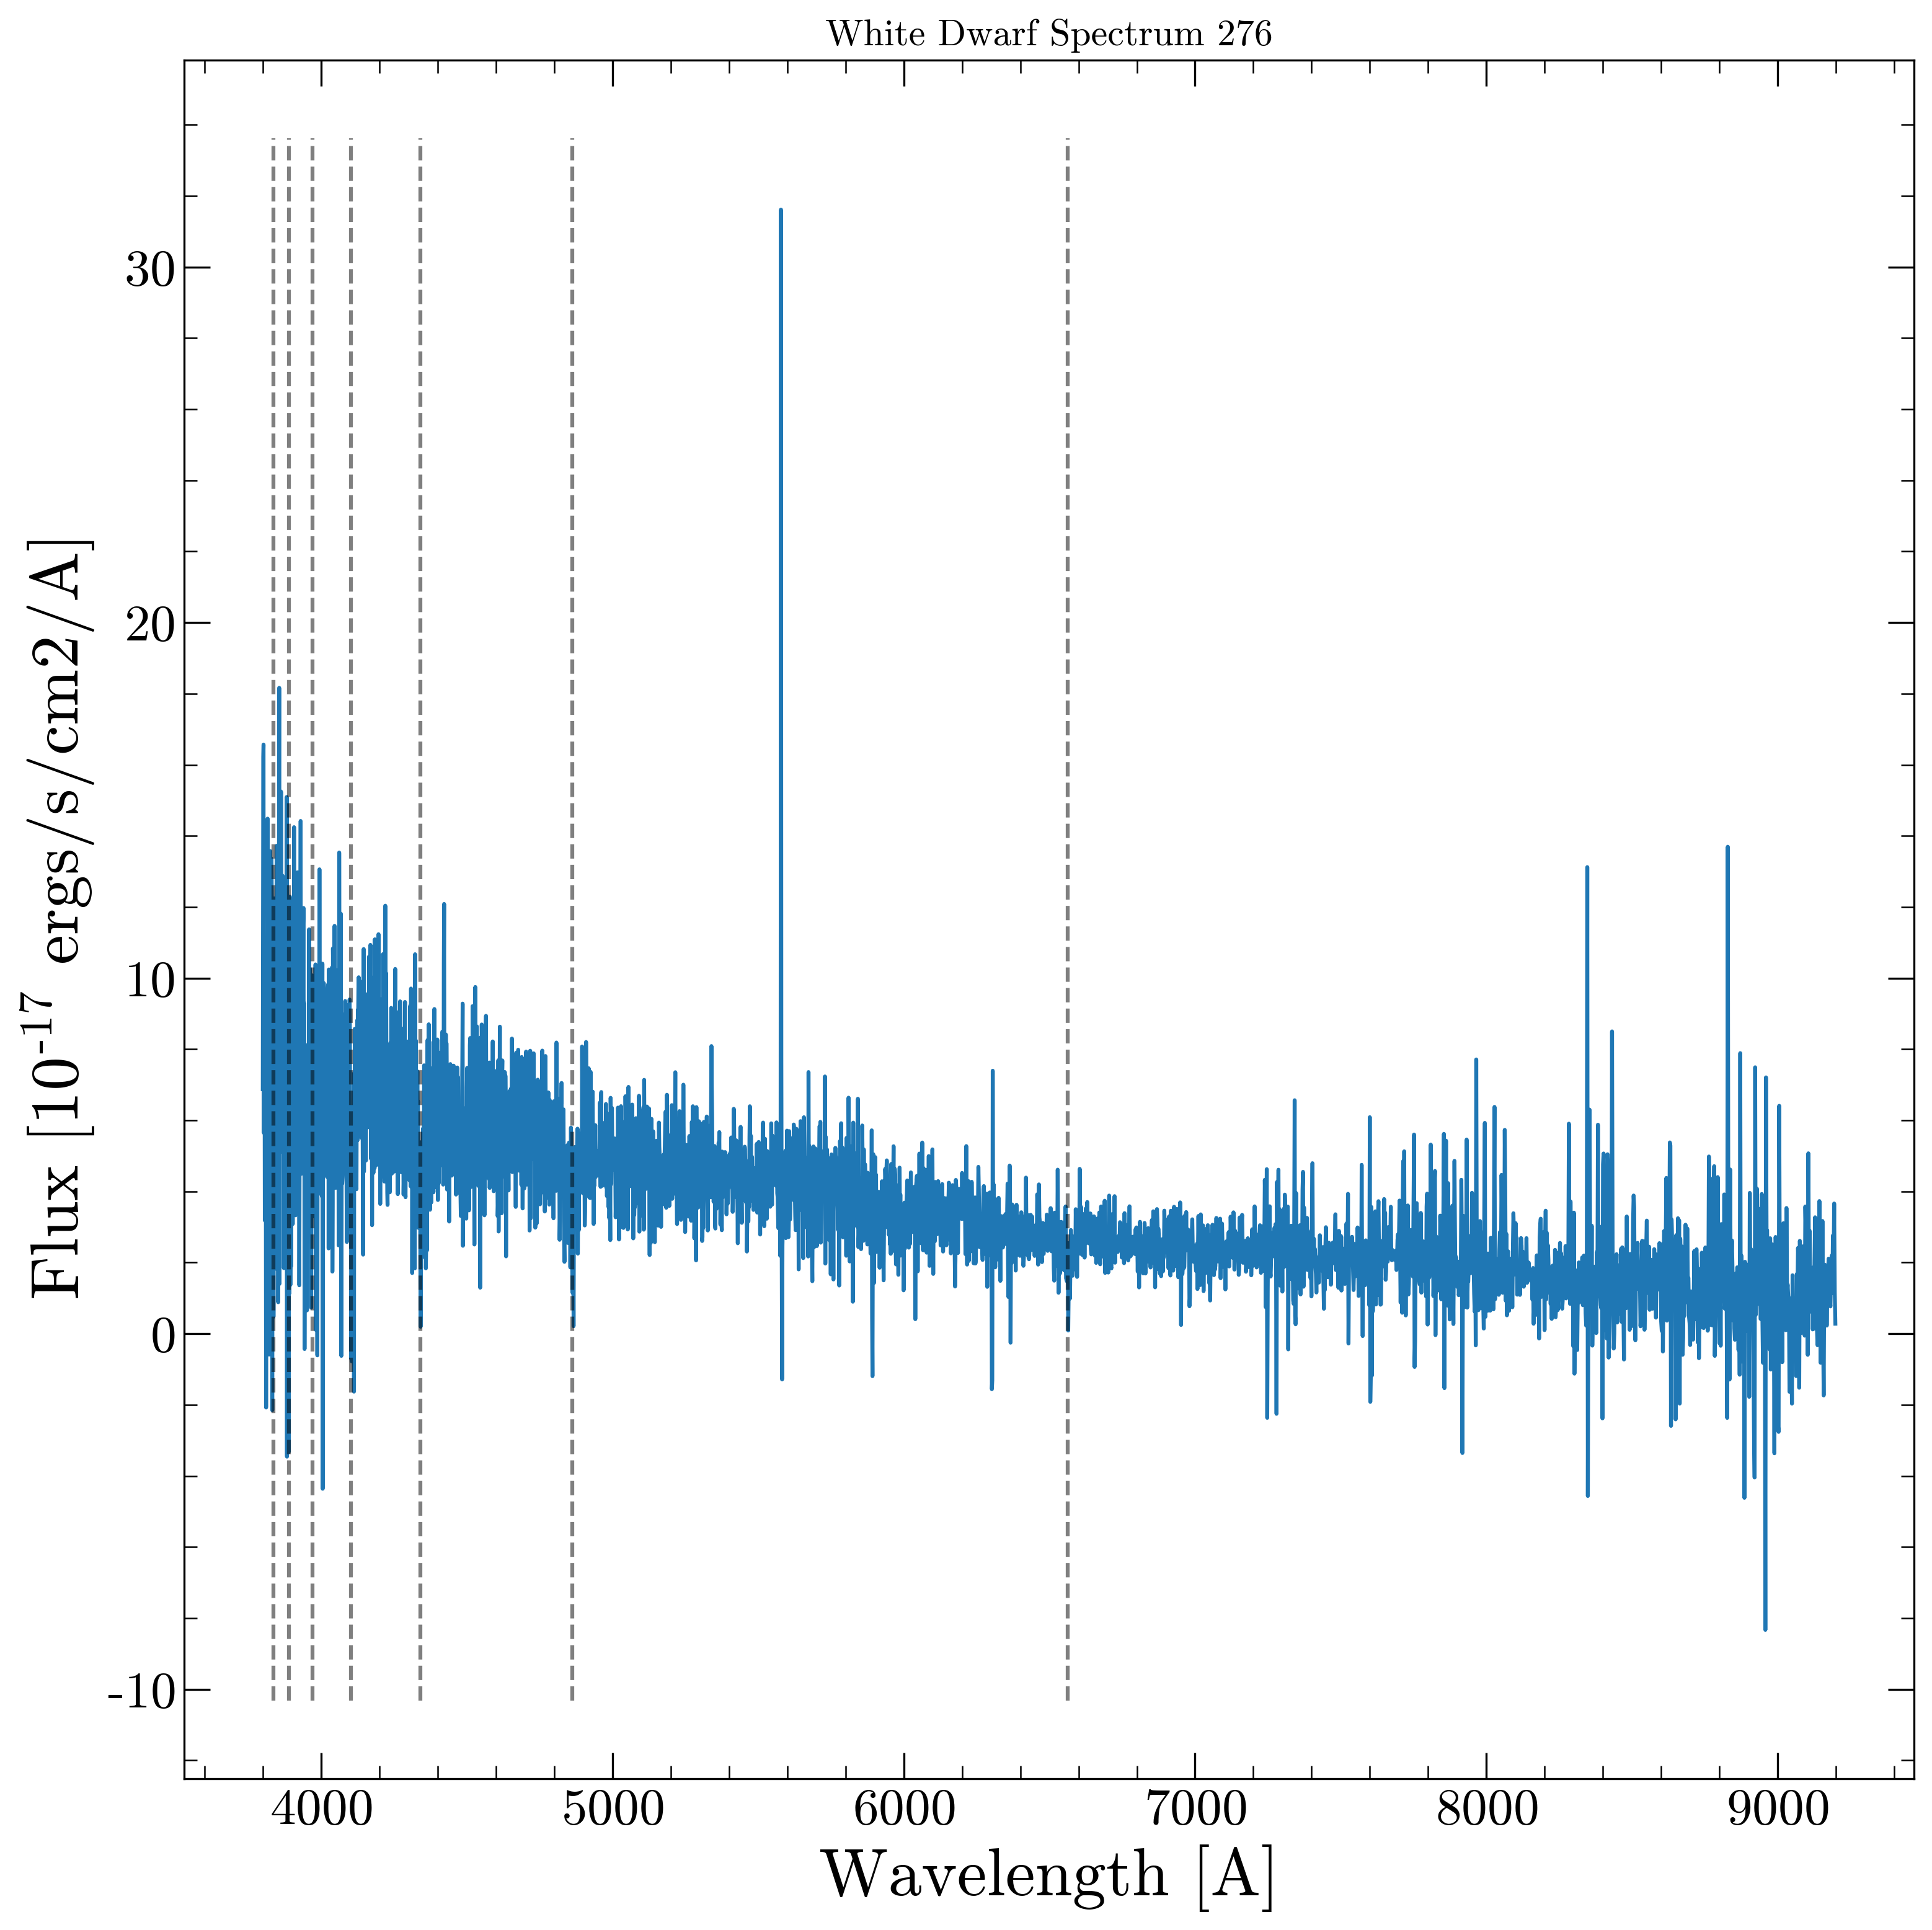 White Dwarf Spectrum 276
30
20
10
0
-10
Flux [10⁻¹⁷ ergs/s/cm2/A]
4000 5000 6000 7000 8000 9000
Wavelength [A]